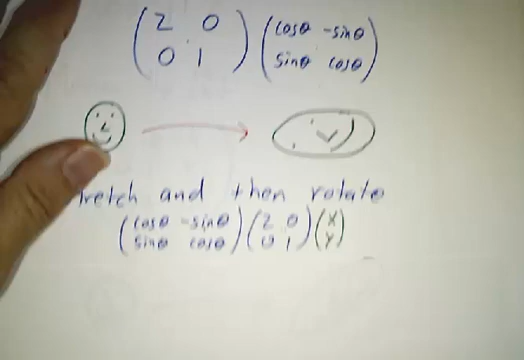 (2 0 0 1)(cosθ -sinθ sinθ cosθ)
and then rotate
(cosθ -sinθ sinθ cosθ)(2 0 0 1)(x y)